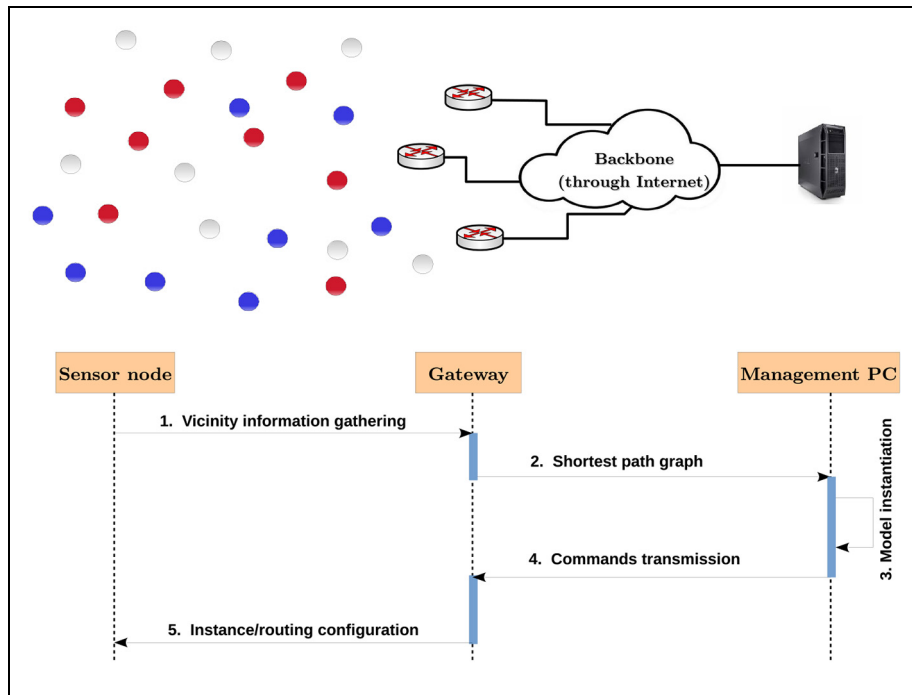 Backbone
(through Internet)
Sensor node
Gateway
Management PC
1. Vicinity information gathering
2. Shortest path graph
3. Model instantiation
4. Commands transmission
5. Instance/routing configuration